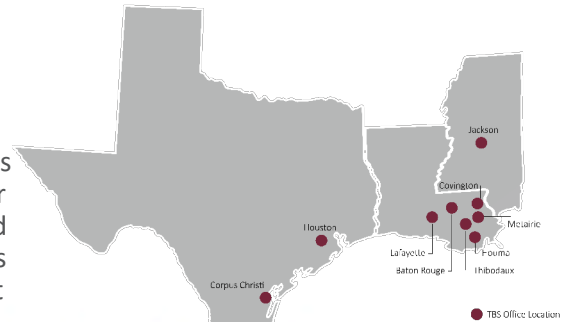 s
r
d
s
t
Jackson
Covington
Metairie
Houston
Lafayette
Houma
Baton Rouge
Thibodaux
Corpus Christi
TBS Office Location